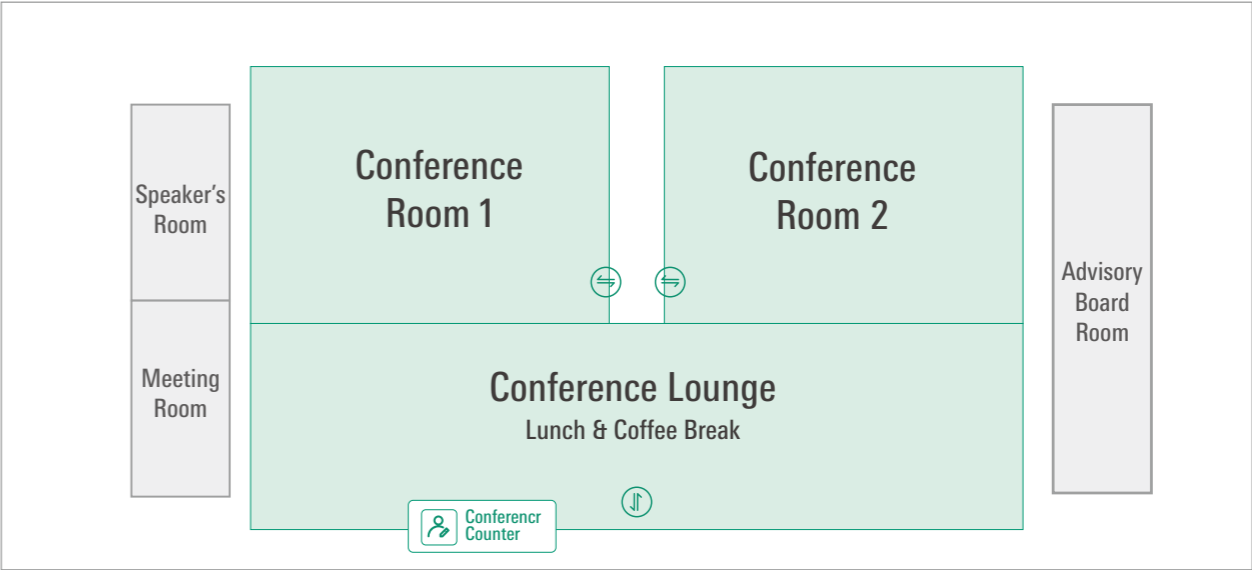 Conference
Room 1
Conference
Room 2
Speaker's
Room
Meeting
Room
Advisory
Board
Room
Conference Lounge
Lunch & Coffee Break
Conferencr
Counter